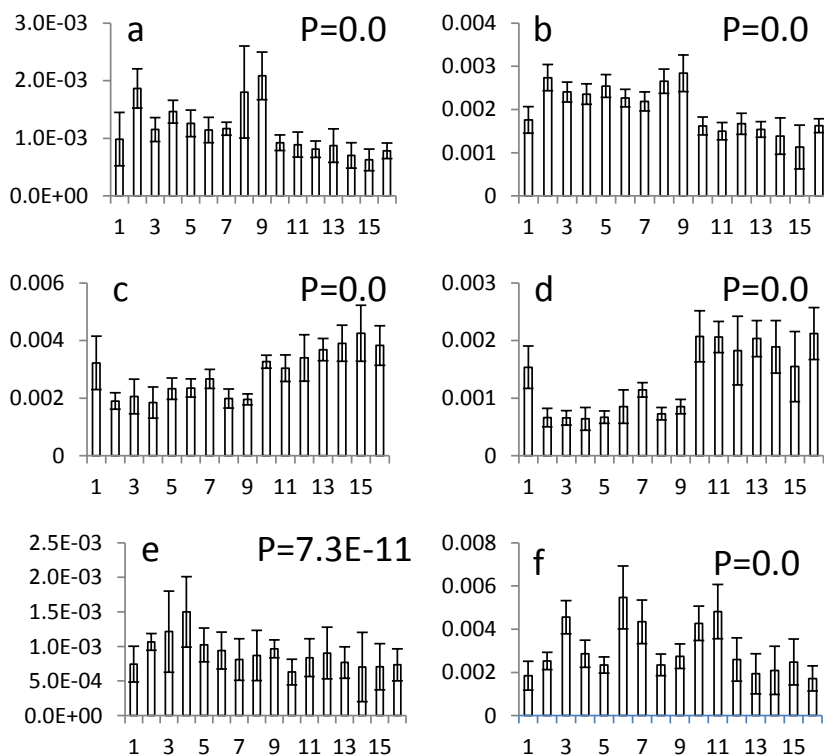 a P=0.0
3.0E-03
2.0E-03
1.0E-03
0.0E+00
1 3 5 7 9 11 13 15
b P=0.0
0.004
0.003
0.002
0.001
0
1 3 5 7 9 11 13 15
c P=0.0
0.006
0.004
0.002
0
1 3 5 7 9 11 13 15
d P=0.0
0.003
0.002
0.001
0
1 3 5 7 9 11 13 15
e P=7.3E-11
2.5E-03
2.0E-03
1.5E-03
1.0E-03
5.0E-04
0.0E+00
1 3 5 7 9 11 13 15
f P=0.0
0.008
0.006
0.004
0.002
0
1 3 5 7 9 11 13 15